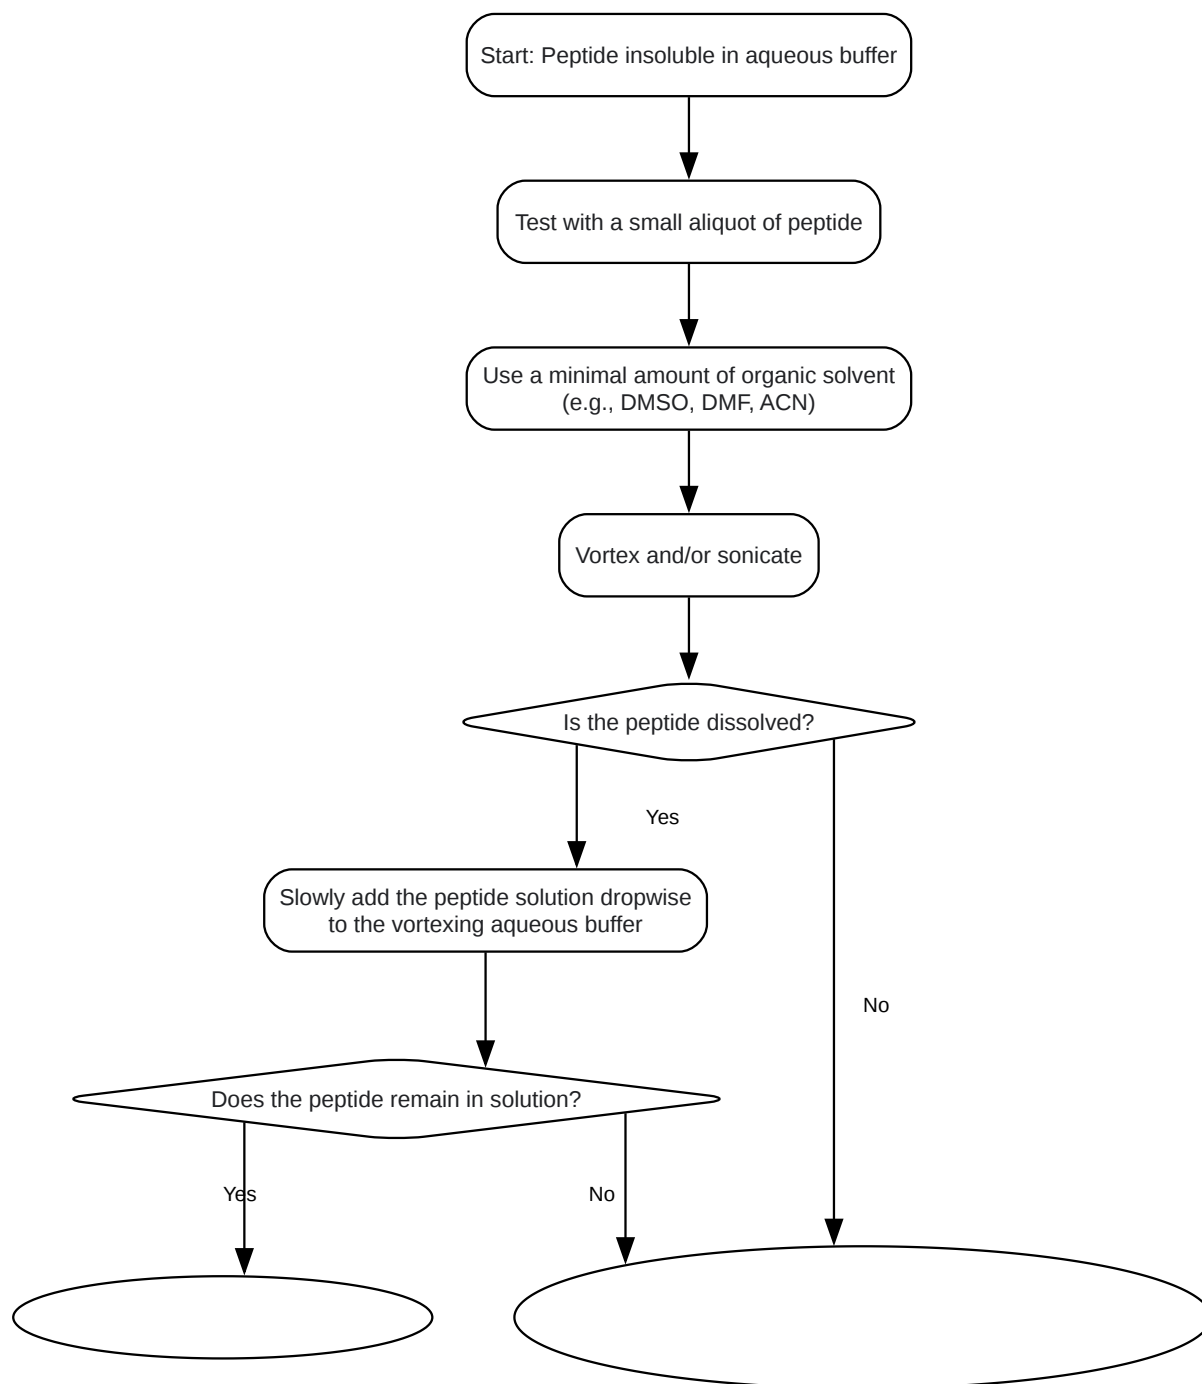 Start: Peptide insoluble in aqueous buffer
Test with a small aliquot of peptide
Use a minimal amount of organic solvent
(e.g., DMSO, DMF, ACN)
Vortex and/or sonicate
Is the peptide dissolved?
Yes
Slowly add the peptide solution dropwise
to the vortexing aqueous buffer
No
Does the peptide remain in solution?
Yes
No